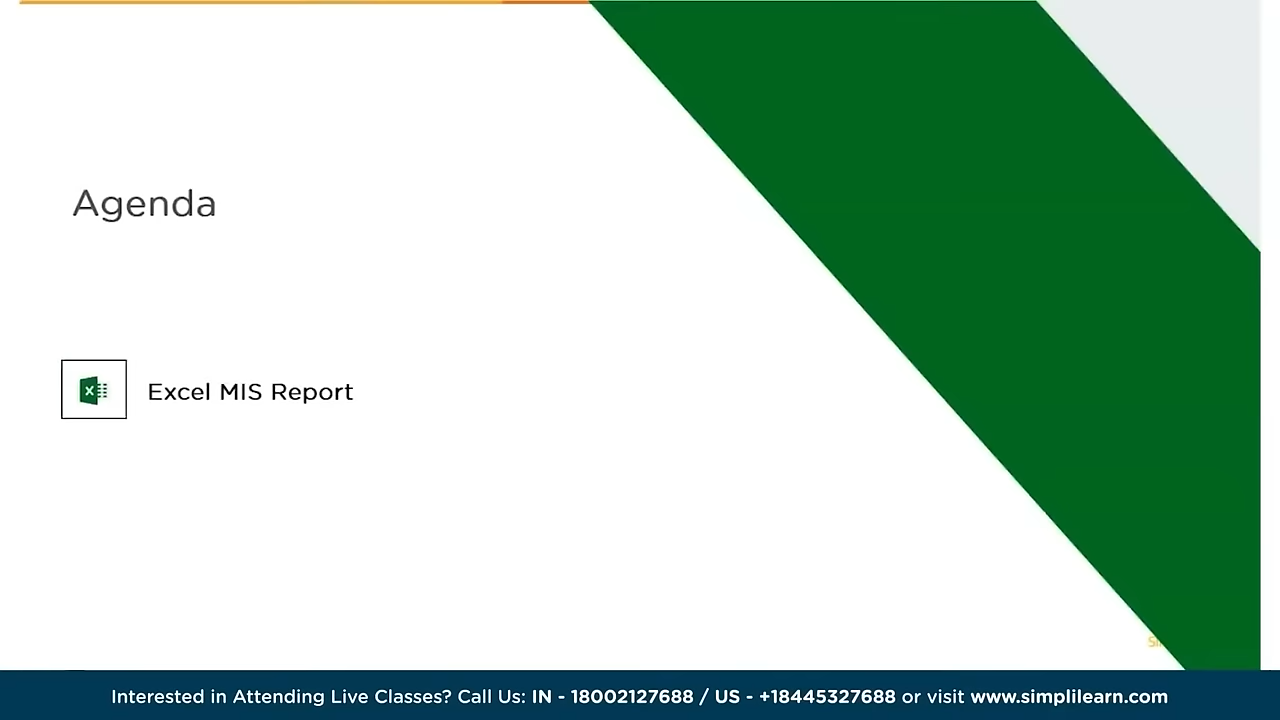 Agenda
Excel MIS Report
Interested in Attending Live Classes? Call Us: IN - 18002127688 / US - +18445327688 or visit www.simplilearn.com